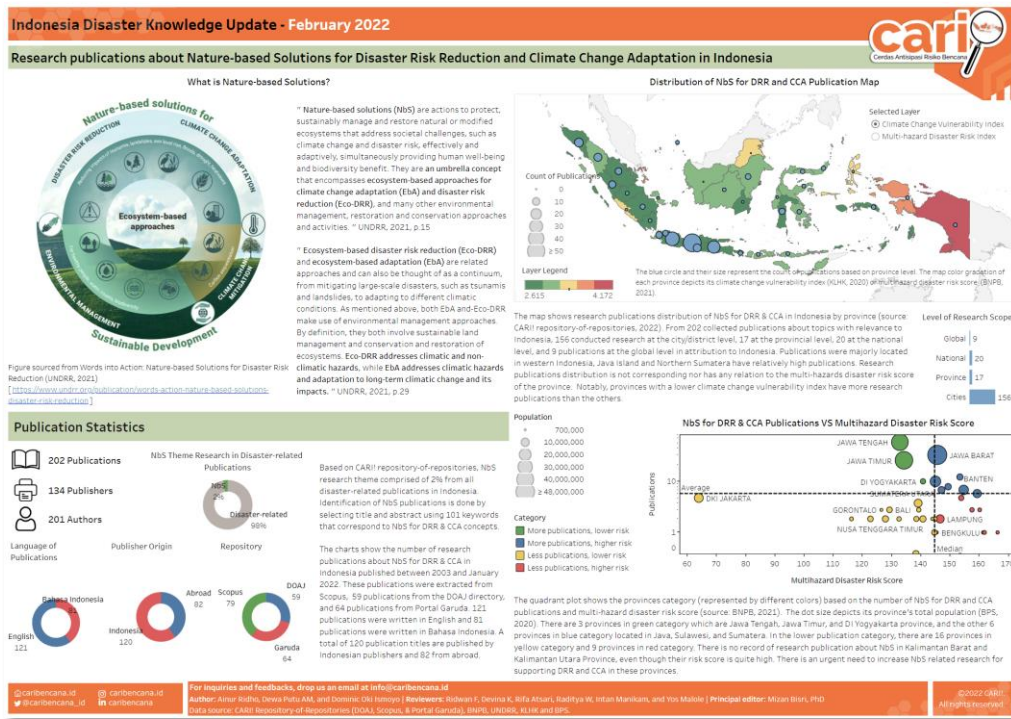 Indonesia Disaster Knowledge Update - February 2022
cari!
Cerdas Antisipasi Risiko Bencana
Research publications about Nature-based Solutions for Disaster Risk Reduction and Climate Change Adaptation in Indonesia
What is Nature-based Solutions?
Nature-based solutions for
DISASTER RISK REDUCTION
CLIMATE CHANGE ADAPTATION
Ecosystem-based
approaches
ENVIRONMENTAL MANAGEMENT
CLIMATE CHANGE
MITIGATION
Sustainable Development
Figure sourced from Words into Action: Nature-based Solutions for Disaster Risk
Reduction (UNDRR, 2021)
[ https://www.undrr.org/publication/words-action-nature-based-solutions-
disaster-risk-reduction ]
" Nature-based solutions (NbS) are actions to protect,
sustainably manage and restore natural or modified
ecosystems that address societal challenges, such as
climate change and disaster risk, effectively and
adaptively, simultaneously providing human well-being
and biodiversity benefit. They are an umbrella concept
that encompasses ecosystem-based approaches for
climate change adaptation (EbA) and disaster risk
reduction (Eco-DRR), and many other environmental
management, restoration and conservation approaches
and activities. " UNDRR, 2021, p.15
" Ecosystem-based disaster risk reduction (Eco-DRR)
and ecosystem-based adaptation (EbA) are related
approaches and can also be thought of as a continuum,
from mitigating large-scale disasters, such as tsunamis
and landslides, to adapting to different climatic
conditions. As mentioned above, both EbA and Eco-DRR
make use of environmental management approaches.
By definition, they both involve sustainable land
management and conservation and restoration of
ecosystems. Eco-DRR addresses climatic and non-
climatic hazards, while EbA addresses climatic hazards
and adaptation to long-term climatic change and its
impacts. " UNDRR, 2021, p.29
Distribution of NbS for DRR and CCA Publication Map
Selected Layer
Climate Change Vulnerability Index
Multi-hazard Disaster Risk Index
Count of Publications
0
10
20
30
40
≥ 50
Layer Legend
2.615
4.172
The blue circle and their size represent the count of publications based on province level. The map color gradation of
each province depicts its climate change vulnerability index (KLHK, 2020) or multihazard disaster risk score (BNPB,
2021).
The map shows research publications distribution of NbS for DRR & CCA in Indonesia by province (source:
CARI! repository-of-repositories, 2022). From 202 collected publications about topics with relevance to
Indonesia, 156 conducted research at the city/district level, 17 at the provincial level, 20 at the national
level, and 9 publications at the global level in attribution to Indonesia. Publications were majorly located
in western Indonesia, Java Island and Northern Sumatera have relatively high publications. Research
publications distribution is not corresponding nor has any relation to the multi-hazards disaster risk score
of the province. Notably, provinces with a lower climate change vulnerability index have more research
publications than the others.
Level of Research Scope
Global 9
National 20
Province 17
Cities 156
Publication Statistics
202 Publications
134 Publishers
201 Authors
NbS Theme Research in Disaster-related
Publications
NbS
2%
Disaster-related
98%
Based on CARI! repository-of-repositories, NbS
research theme comprised of 2% from all
disaster-related publications in Indonesia.
Identification of NbS publications is done by
selecting title and abstract using 101 keywords
that correspond to NbS for DRR & CCA concepts.
The charts show the number of research
publications about NbS for DRR & CCA in
Indonesia published between 2003 and January
2022. These publications were extracted from
Scopus, 59 publications from the DOAJ directory,
and 64 publications from Portal Garuda. 121
publications were written in English and 81
publications were written in Bahasa Indonesia. A
total of 120 publication titles are published by
Indonesian publishers and 82 from abroad.
Language of
Publications
Bahasa Indonesia
81
English
121
Publisher Origin
Abroad
82
Indonesia
120
Repository
DOAJ
59
Scopus
79
Garuda
64
Population
700,000
10,000,000
20,000,000
30,000,000
40,000,000
≥ 48,000,000
Category
More publications, lower risk
More publications, higher risk
Less publications, lower risk
Less publications, higher risk
NbS for DRR & CCA Publications VS Multihazard Disaster Risk Score
Publications
10
1
0
JAWA TENGAH
JAWA TIMUR
JAWA BARAT
DI YOGYAKARTA
BANTEN
SUMATERA UTARA
Average
DKI JAKARTA
GORONTALO
BALI
LAMPUNG
NUSA TENGGARA TIMUR
BENGKULU
Median
60 70 80 90 100 110 120 130 140 150 160 170
Multihazard Disaster Risk Score
The quadrant plot shows the provinces category (represented by different colors) based on the number of NbS for DRR and CCA
publications and multi-hazard disaster risk score (source: BNPB, 2021). The dot size depicts its province's total population (BPS,
2020). There are 3 provinces in green category which are Jawa Tengah, Jawa Timur, and DI Yogyakarta province, and the other 6
provinces in blue category located in Java, Sulawesi, and Sumatera. In the lower publication category, there are 16 provinces in
yellow category and 9 provinces in red category. There is no record of research publication about NbS in Kalimantan Barat and
Kalimantan Utara Province, even though their risk score is quite high. There is an urgent need to increase NbS related research for
supporting DRR and CCA in these provinces.
caribencana.id
@caribencana_id
caribencana.id
caribencana
For inquiries and feedbacks, drop us an email at info@caribencana.id
Author: Ainur Ridho, Dewa Putu AM, and Dominic Oki Ismoyo | Reviewers: Ridwan F, Devina K, Rifa Atsari, Raditya W, Intan Manikam, and Yos Malole | Principal editor: Mizan Bisri, PhD
Data source: CARI! Repository-of-Repositories (DOAJ, Scopus, & Portal Garuda), BNPB, UNDRR, KLHK and BPS.
©2022 CARI!,
All rights reserved